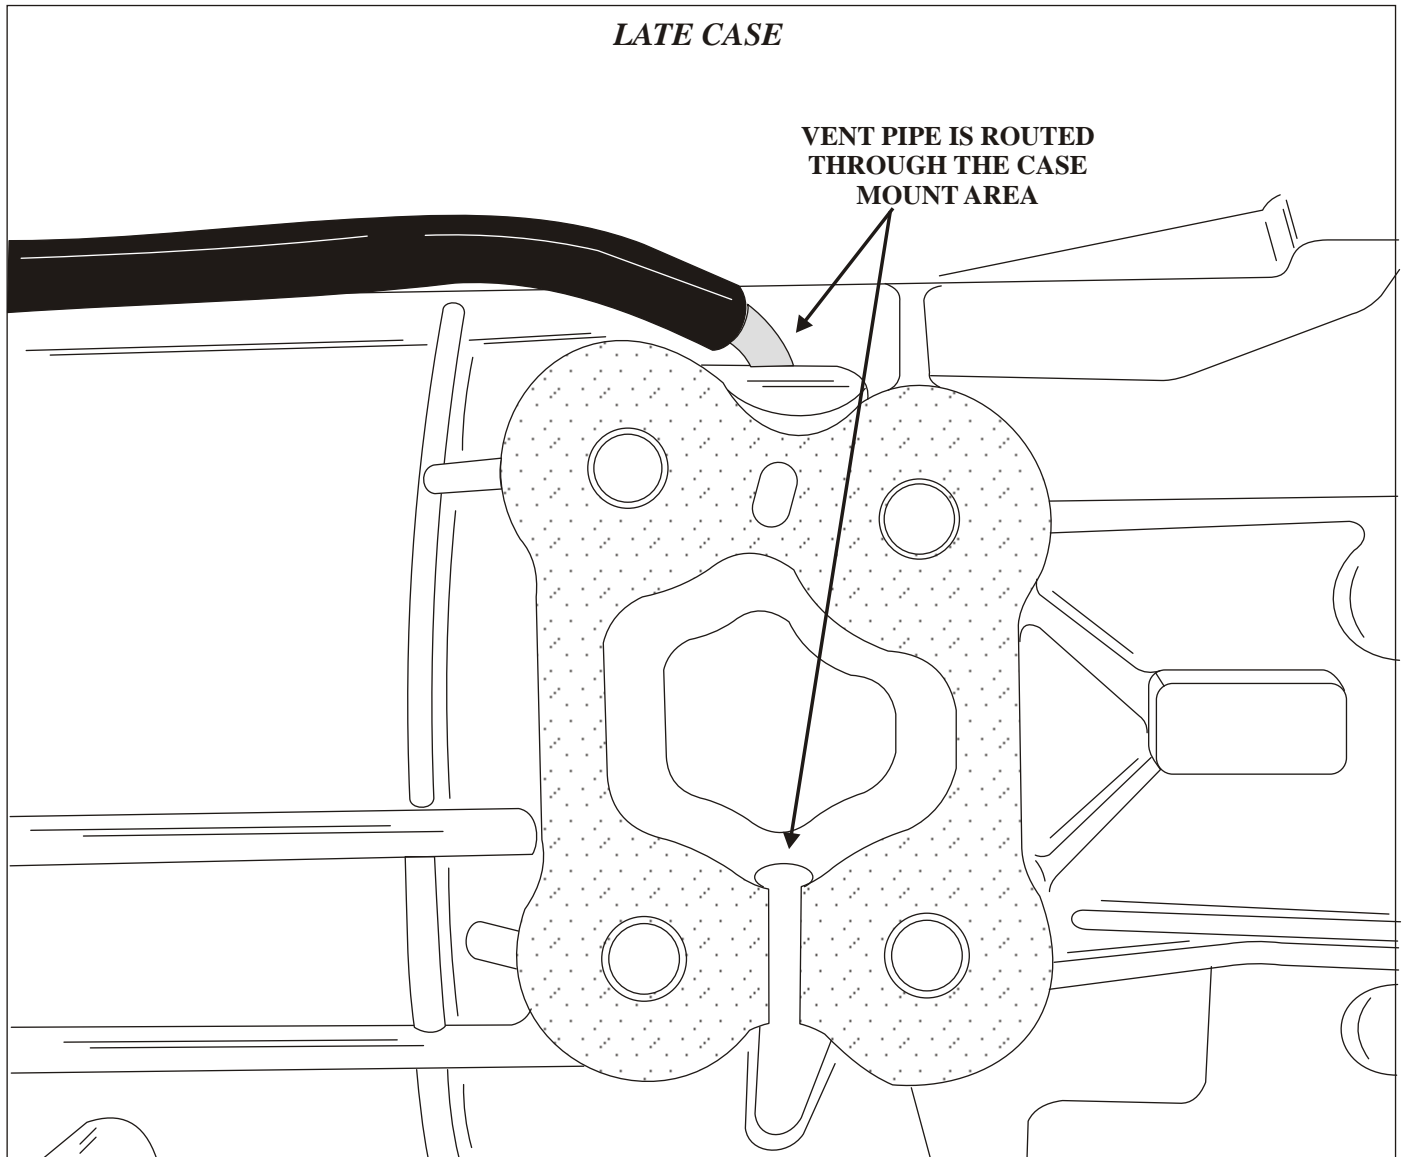 LATE CASE
VENT PIPE IS ROUTED
THROUGH THE CASE
MOUNT AREA